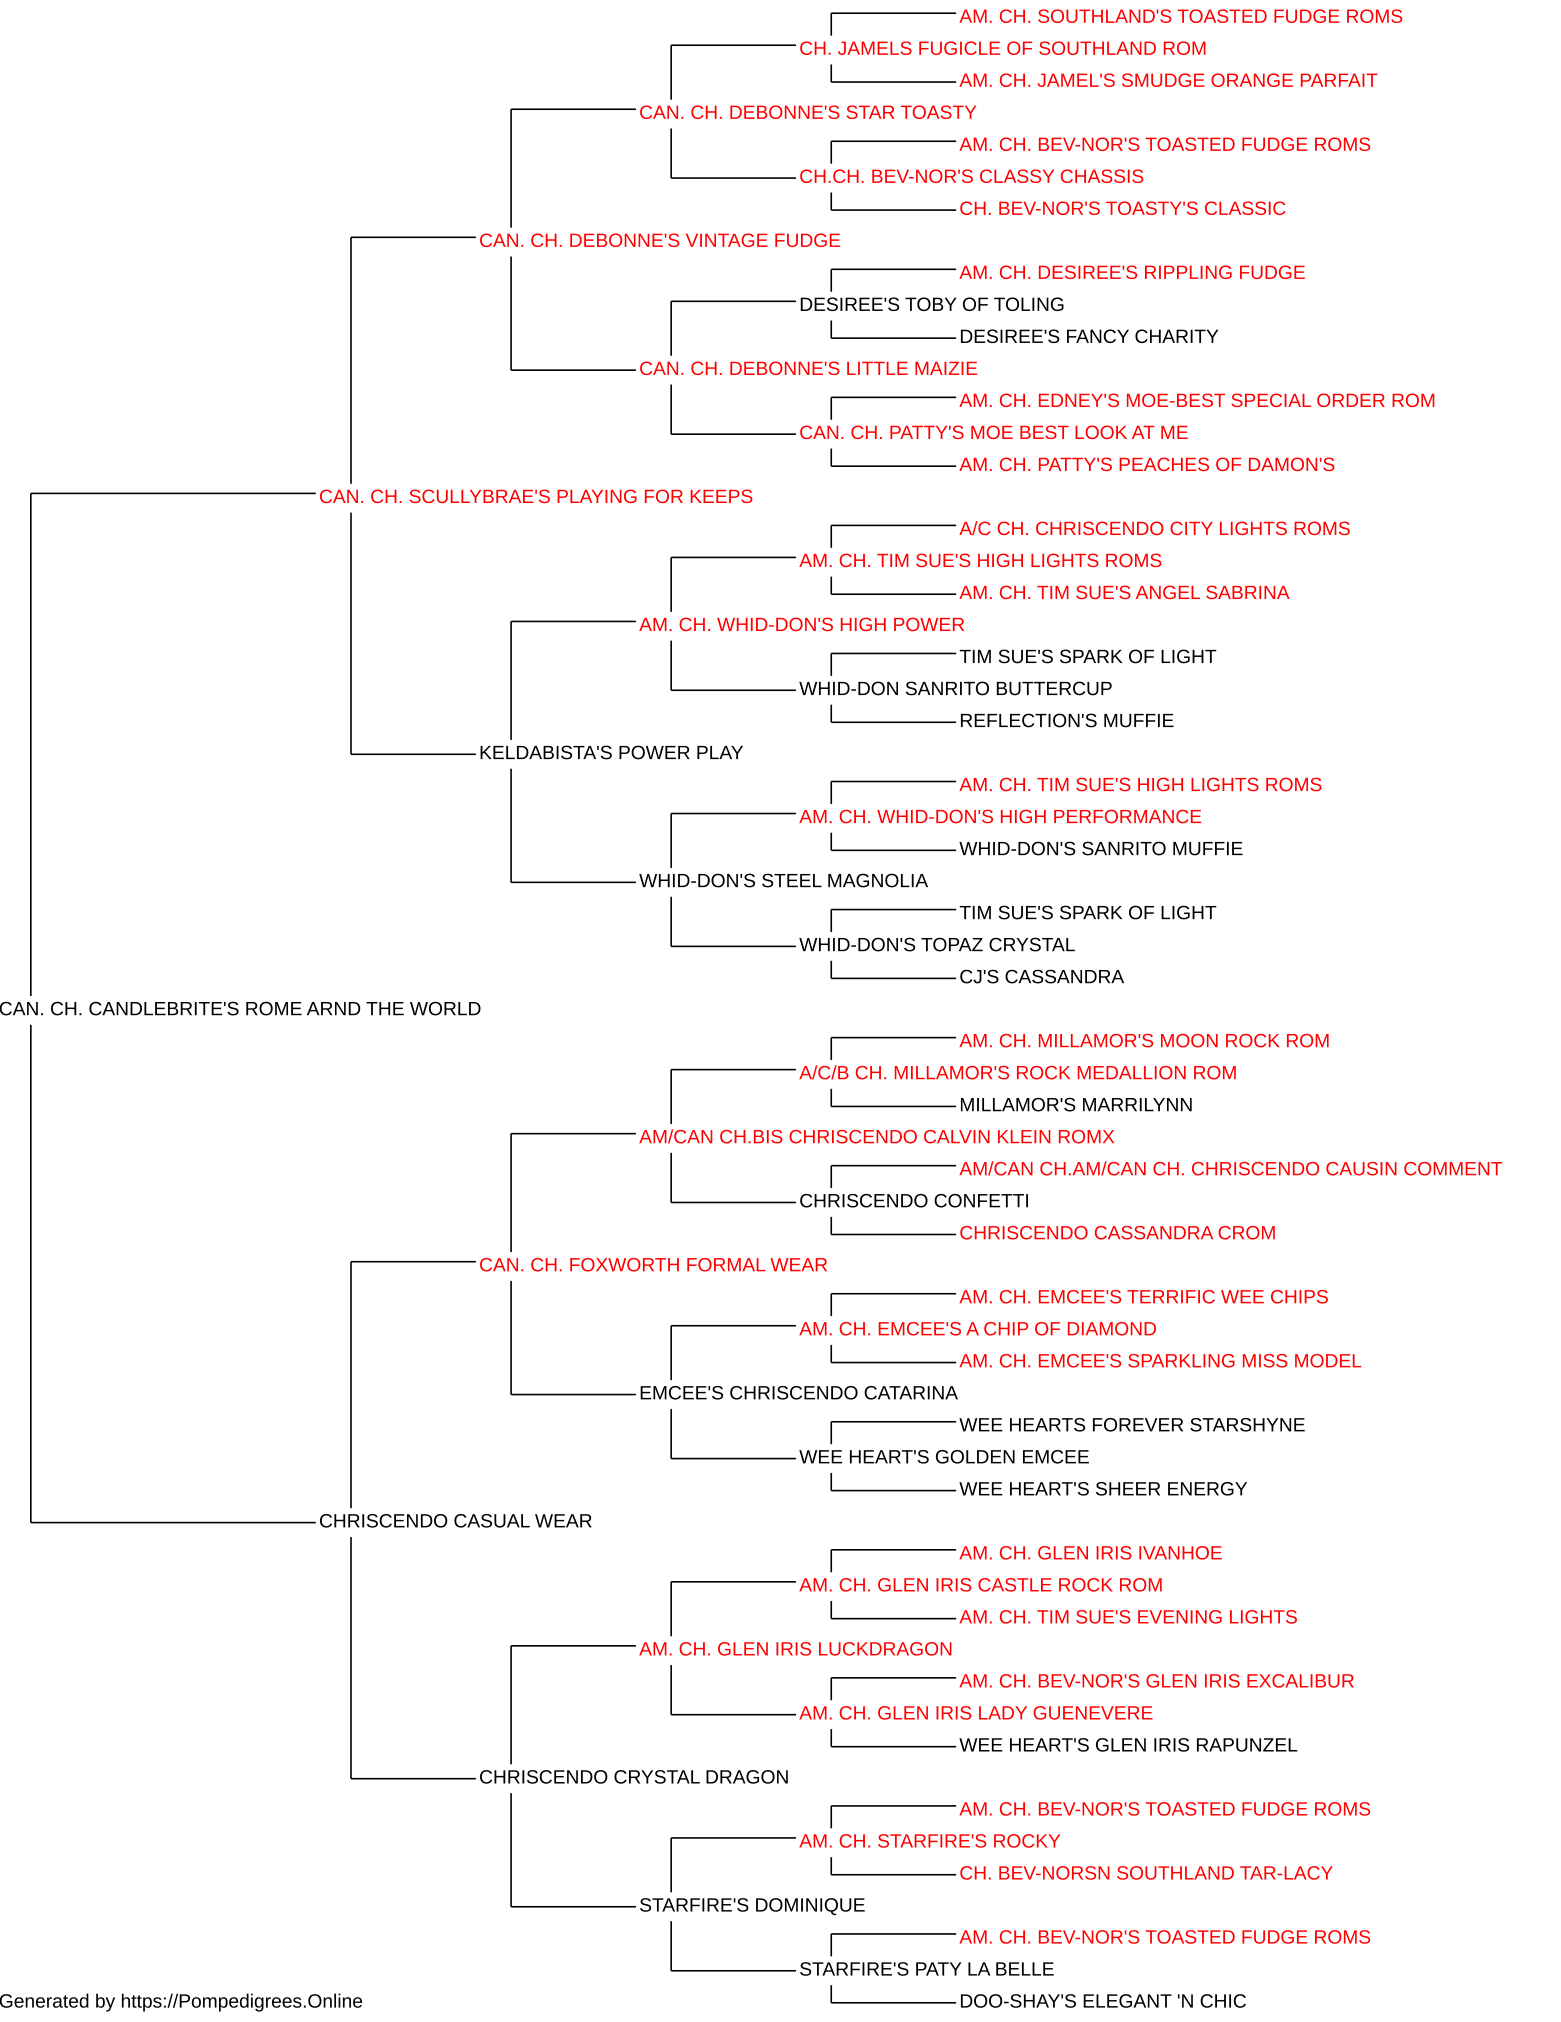 AM. CH. SOUTHLAND'S TOASTED FUDGE ROMS
CH. JAMELS FUGICLE OF SOUTHLAND ROM
AM. CH. JAMEL'S SMUDGE ORANGE PARFAIT
CAN. CH. DEBONNE'S STAR TOASTY
AM. CH. BEV-NOR'S TOASTED FUDGE ROMS
CH.CH. BEV-NOR'S CLASSY CHASSIS
CH. BEV-NOR'S TOASTY'S CLASSIC
CAN. CH. DEBONNE'S VINTAGE FUDGE
AM. CH. DESIREE'S RIPPLING FUDGE
DESIREE'S TOBY OF TOLING
DESIREE'S FANCY CHARITY
CAN. CH. DEBONNE'S LITTLE MAIZIE
AM. CH. EDNEY'S MOE-BEST SPECIAL ORDER ROM
CAN. CH. PATTY'S MOE BEST LOOK AT ME
AM. CH. PATTY'S PEACHES OF DAMON'S
CAN. CH. SCULLYBRAE'S PLAYING FOR KEEPS
A/C CH. CHRISCENDO CITY LIGHTS ROMS
AM. CH. TIM SUE'S HIGH LIGHTS ROMS
AM. CH. TIM SUE'S ANGEL SABRINA
AM. CH. WHID-DON'S HIGH POWER
TIM SUE'S SPARK OF LIGHT
WHID-DON SANRITO BUTTERCUP
REFLECTION'S MUFFIE
KELDABISTA'S POWER PLAY
AM. CH. TIM SUE'S HIGH LIGHTS ROMS
AM. CH. WHID-DON'S HIGH PERFORMANCE
WHID-DON'S SANRITO MUFFIE
WHID-DON'S STEEL MAGNOLIA
TIM SUE'S SPARK OF LIGHT
WHID-DON'S TOPAZ CRYSTAL
CJ'S CASSANDRA
CAN. CH. CANDLEBRITE'S ROME ARND THE WORLD
AM. CH. MILLAMOR'S MOON ROCK ROM
A/C/B CH. MILLAMOR'S ROCK MEDALLION ROM
MILLAMOR'S MARRILYNN
AM/CAN CH.BIS CHRISCENDO CALVIN KLEIN ROMX
AM/CAN CH.AM/CAN CH. CHRISCENDO CAUSIN COMMENT
CHRISCENDO CONFETTI
CHRISCENDO CASSANDRA CROM
CAN. CH. FOXWORTH FORMAL WEAR
AM. CH. EMCEE'S TERRIFIC WEE CHIPS
AM. CH. EMCEE'S A CHIP OF DIAMOND
AM. CH. EMCEE'S SPARKLING MISS MODEL
EMCEE'S CHRISCENDO CATARINA
WEE HEARTS FOREVER STARSHYNE
WEE HEART'S GOLDEN EMCEE
WEE HEART'S SHEER ENERGY
CHRISCENDO CASUAL WEAR
AM. CH. GLEN IRIS IVANHOE
AM. CH. GLEN IRIS CASTLE ROCK ROM
AM. CH. TIM SUE'S EVENING LIGHTS
AM. CH. GLEN IRIS LUCKDRAGON
AM. CH. BEV-NOR'S GLEN IRIS EXCALIBUR
AM. CH. GLEN IRIS LADY GUENEVERE
WEE HEART'S GLEN IRIS RAPUNZEL
CHRISCENDO CRYSTAL DRAGON
AM. CH. BEV-NOR'S TOASTED FUDGE ROMS
AM. CH. STARFIRE'S ROCKY
CH. BEV-NORSN SOUTHLAND TAR-LACY
STARFIRE'S DOMINIQUE
AM. CH. BEV-NOR'S TOASTED FUDGE ROMS
STARFIRE'S PATY LA BELLE
DOO-SHAY'S ELEGANT 'N CHIC
Generated by https://Pompedigrees.Online